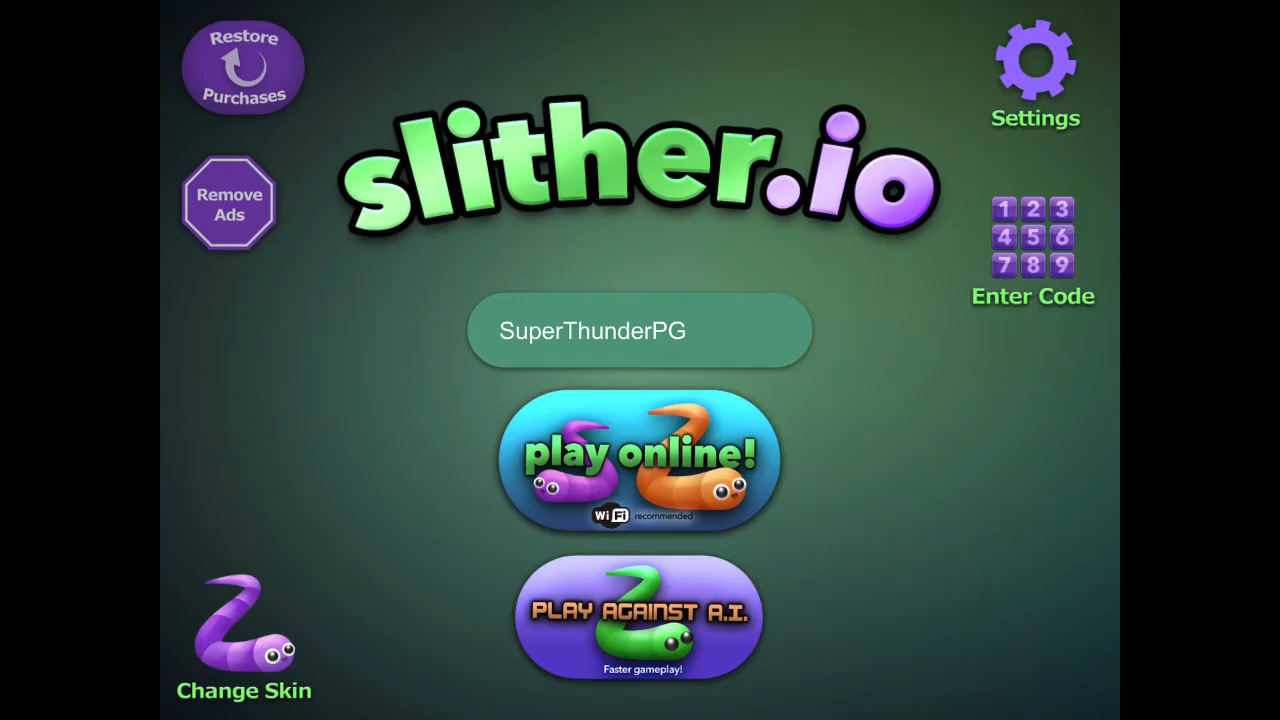 Restore
Purchases
Settings
slither.io
Remove
Ads
1 2 3
4 5 6
7 8 9
Enter Code
SuperThunderPG
play online!
WiFi recommended
PLAY AGAINST A.I.
Faster gameplay!
Change Skin